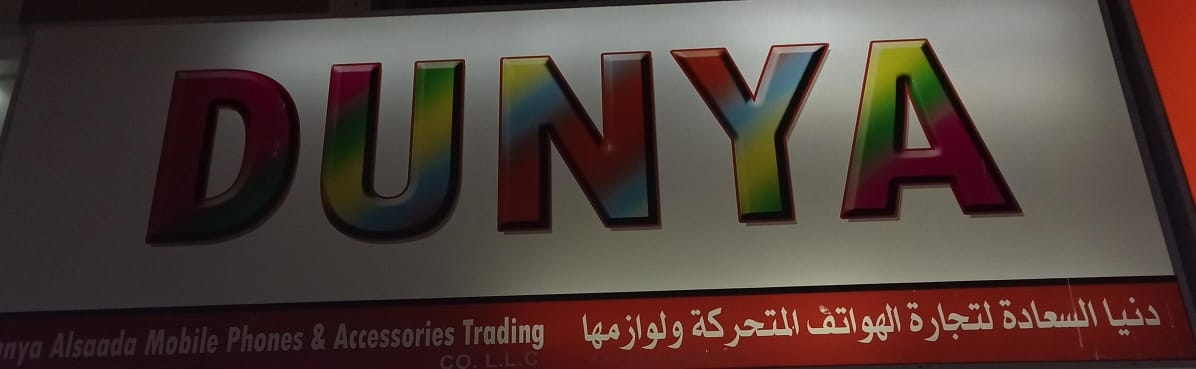 DUNYA
unya Alsaada Mobile Phones & Accessories Trading
CO. L.L.C
دنيا السعادة لتجارة الهواتف المتحركة ولوازمها